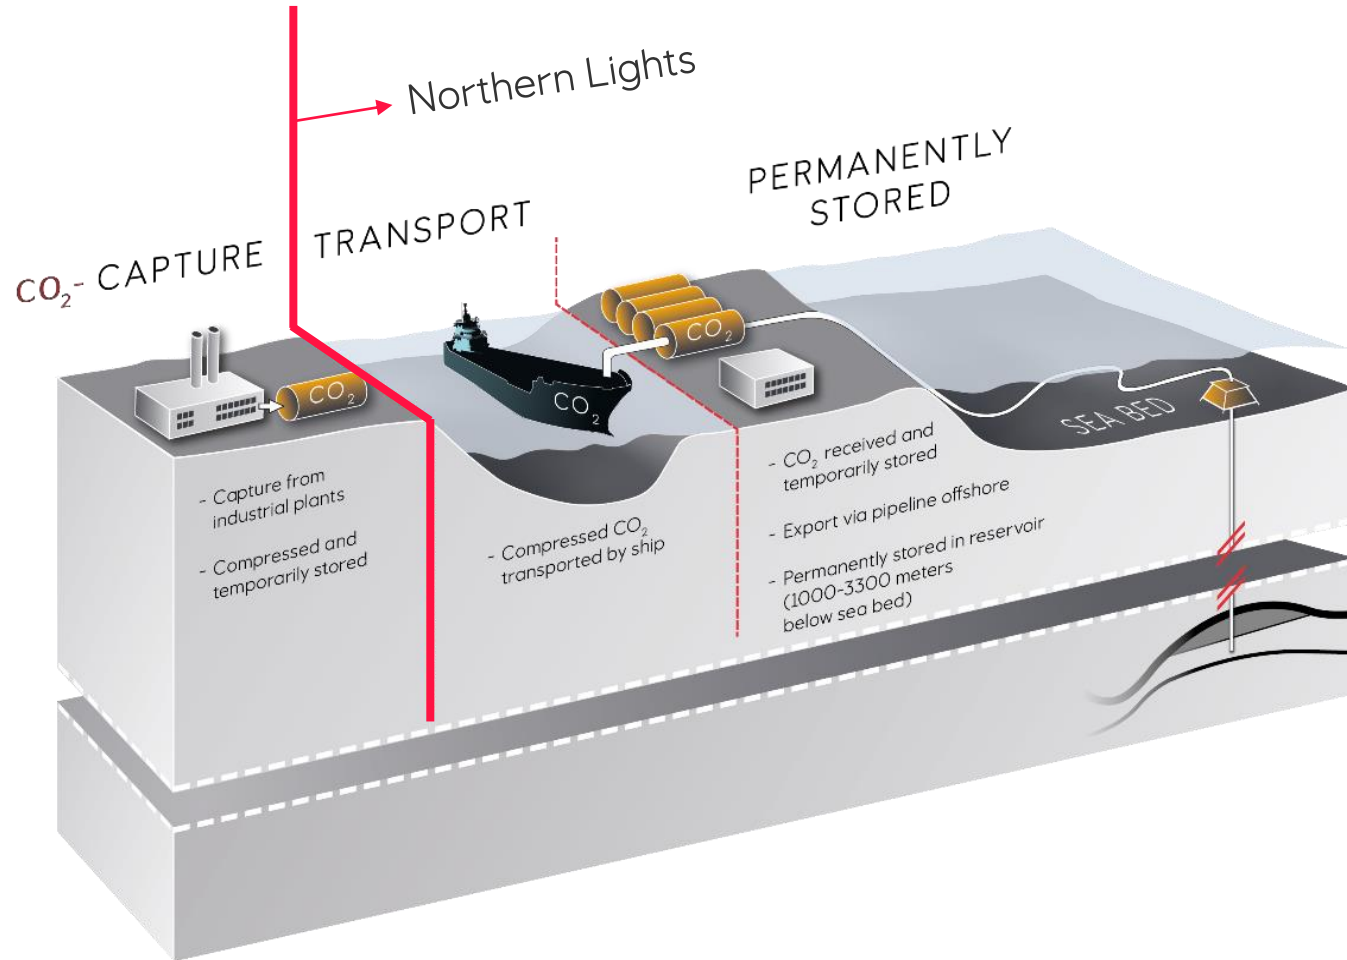 Northern Lights
CO₂- CAPTURE
TRANSPORT
PERMANENTLY
STORED
CO₂
CO₂
CO₂
SEA BED
- Capture from
industrial plants
- Compressed and
temporarily stored
- Compressed CO₂
transported by ship
- CO₂ received and
temporarily stored
- Export via pipeline offshore
- Permanently stored in reservoir
(1000-3300 meters
below sea bed)